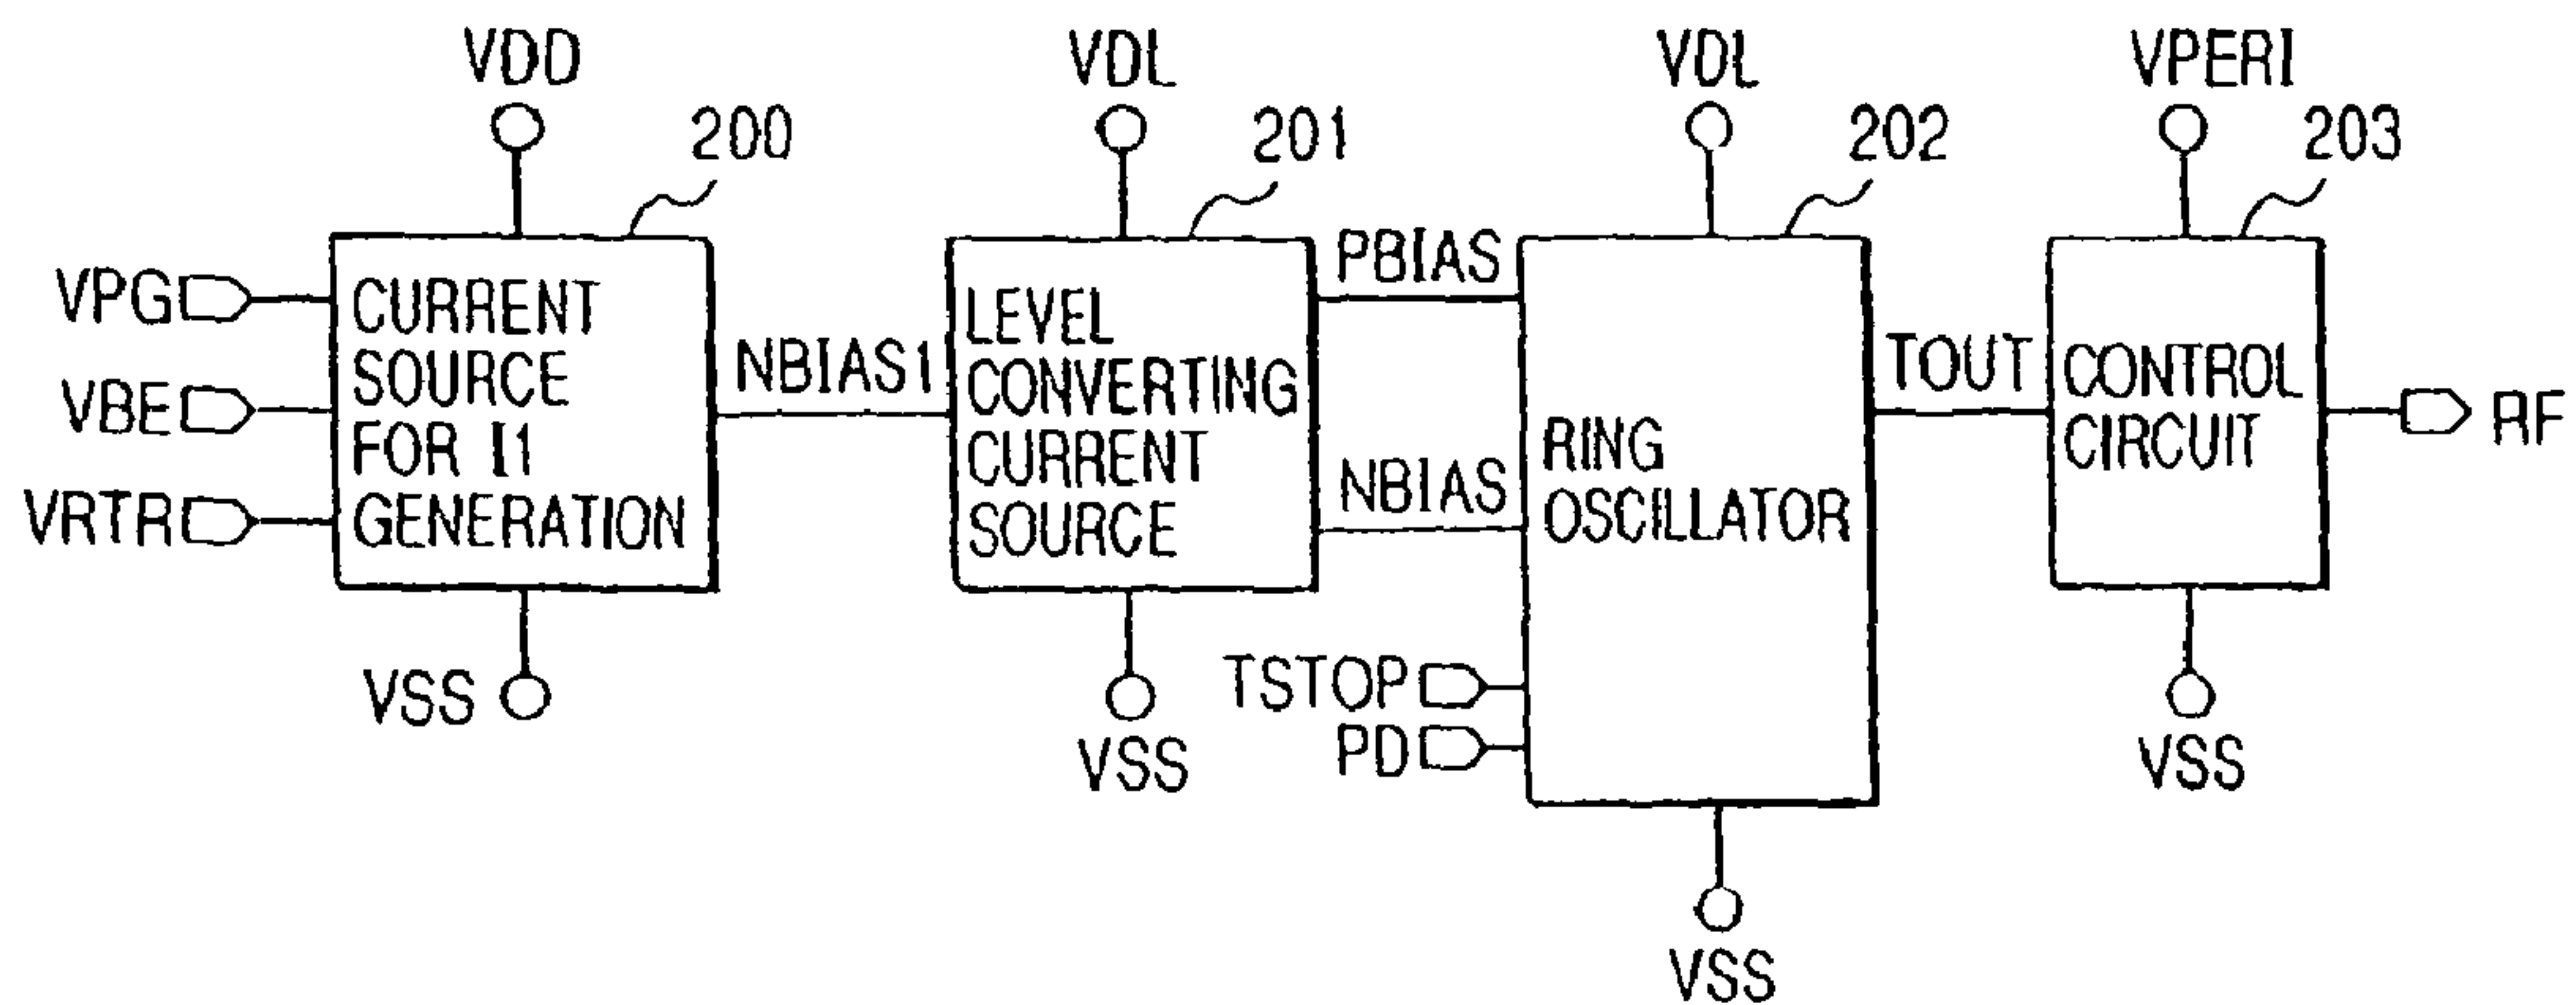 VDD
VDL
VDL
VPERI
200
201
202
203
VPG
VBE
VRTR
CURRENT
SOURCE
FOR I1
GENERATION
NBIAS1
LEVEL
CONVERTING
CURRENT
SOURCE
PBIAS
NBIAS
TSTOP
PD
RING
OSCILLATOR
TOUT
CONTROL
CIRCUIT
RF
VSS
VSS
VSS
VSS